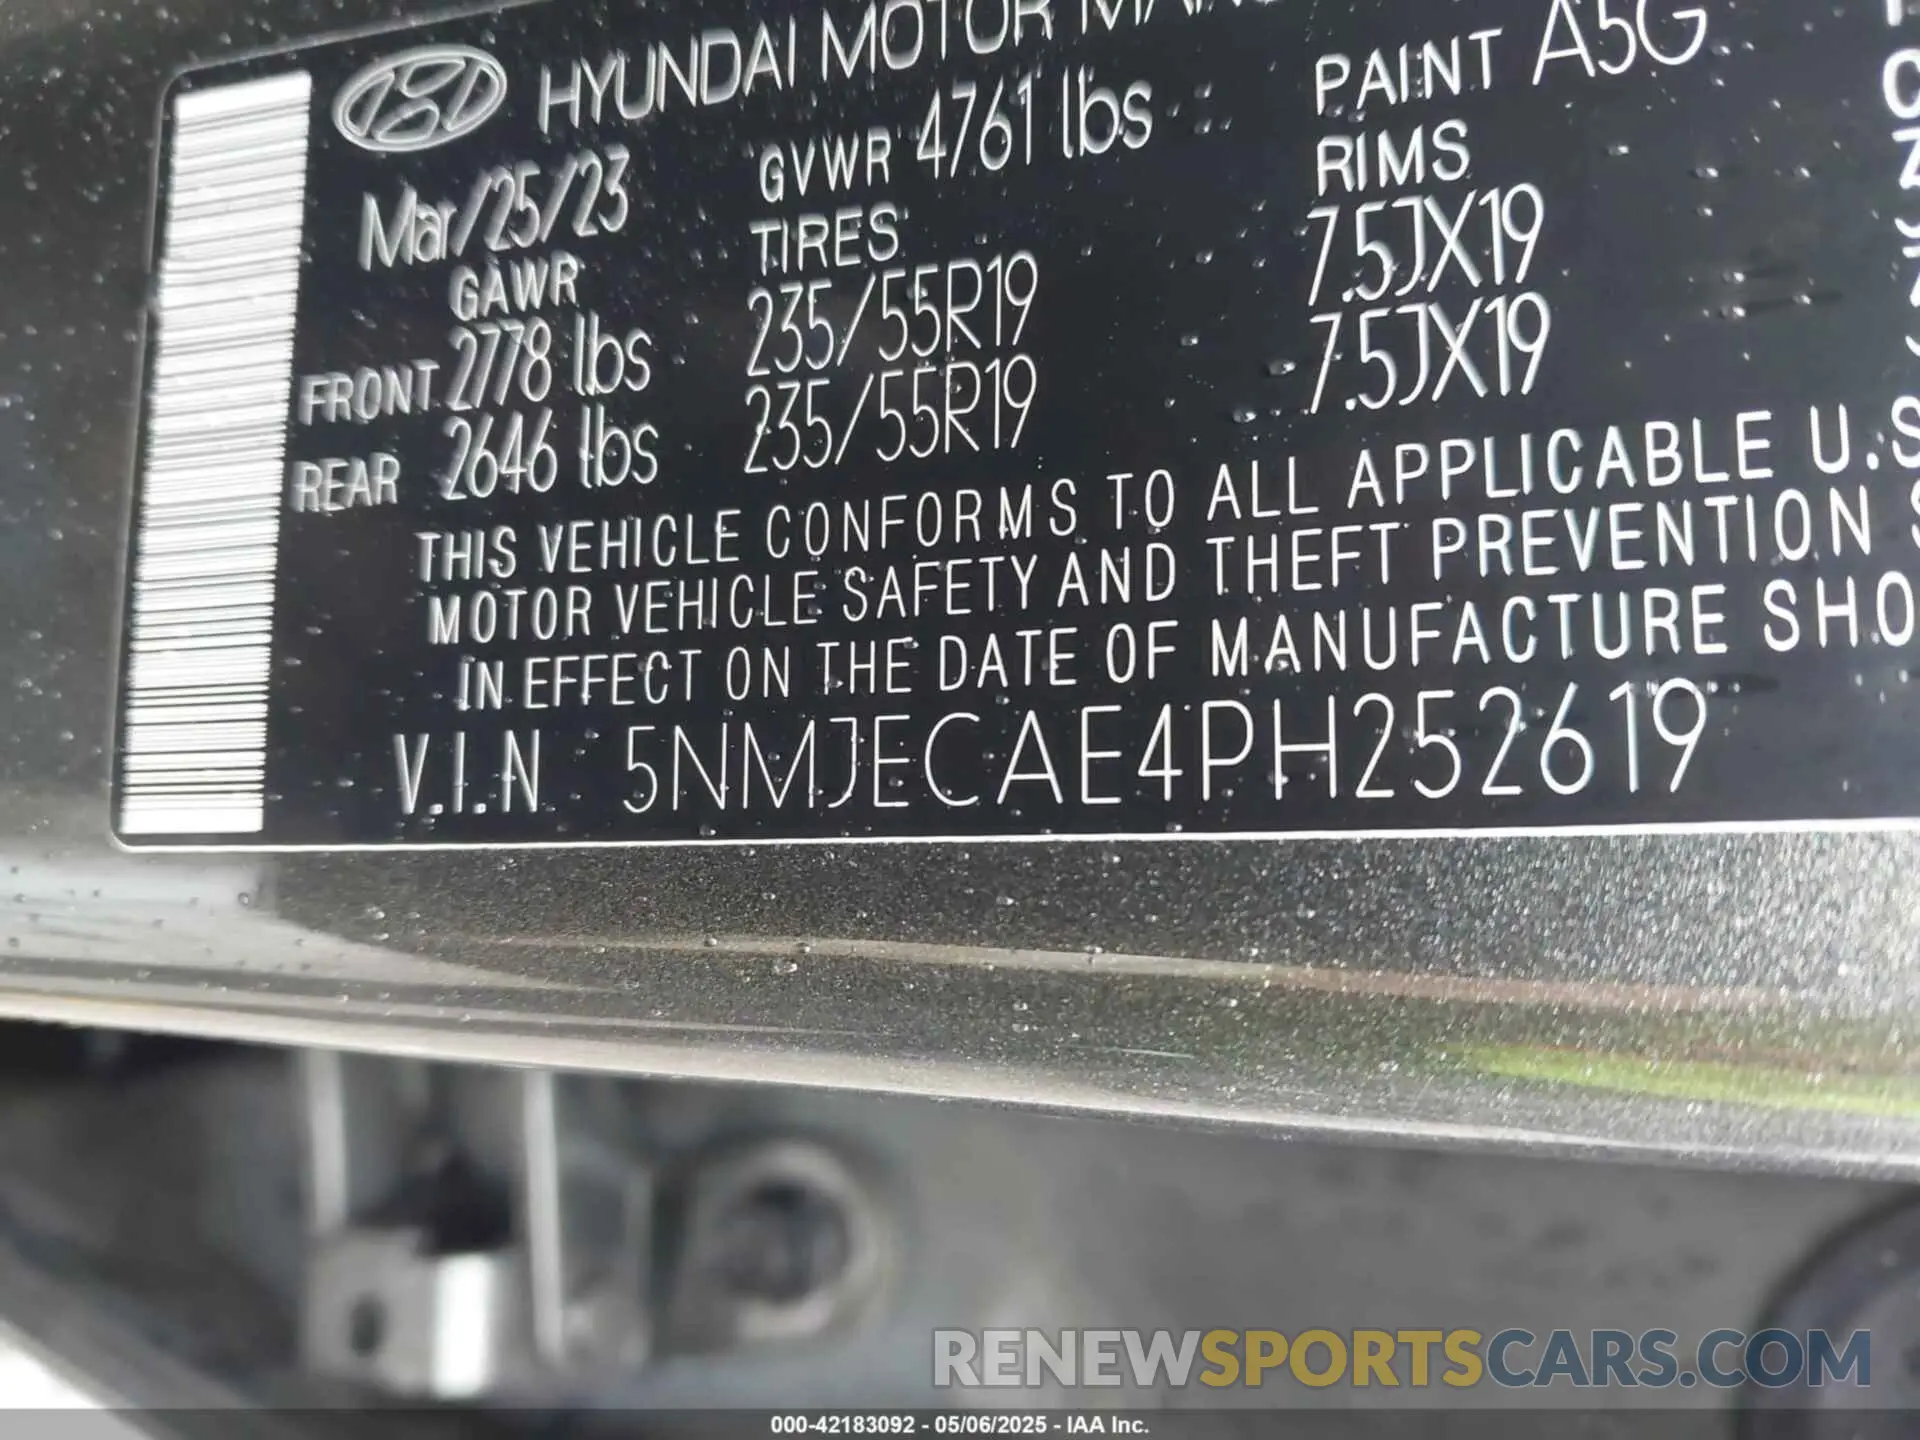 HYUNDAI MOTOR
Mar/25/23 GVWR 4761 lbs PAINT A5G
GAWR TIRES RIMS
FRONT 2778 lbs 235/55R19 7.5JX19
REAR 2646 lbs 235/55R19 7.5JX19
THIS VEHICLE CONFORMS TO ALL APPLICABLE U.S
MOTOR VEHICLE SAFETY AND THEFT PREVENTION
IN EFFECT ON THE DATE OF MANUFACTURE SHO
V.I.N 5NMJECAE4PH252619
RENEWSPORTSCARS.COM
000-42183092 - 05/06/2025 - IAA Inc.